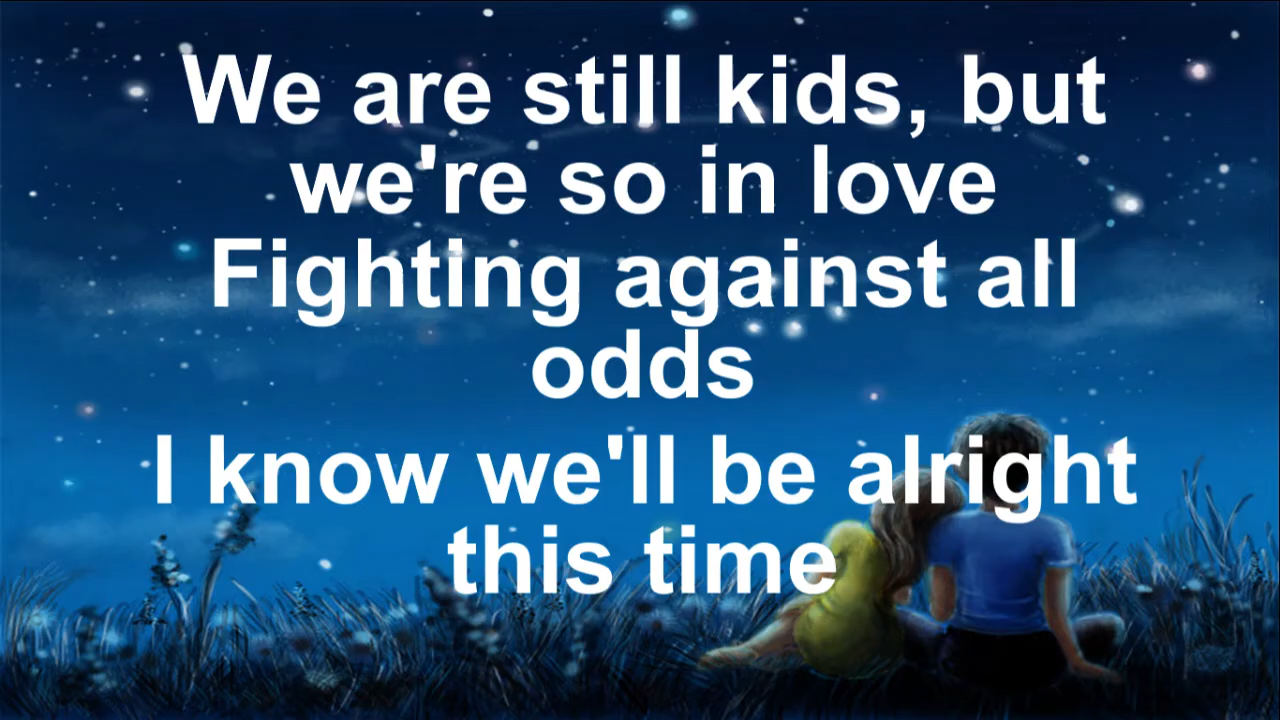 We are still kids, but
we're so in love
Fighting against all
odds
I know we'll be alright
this time